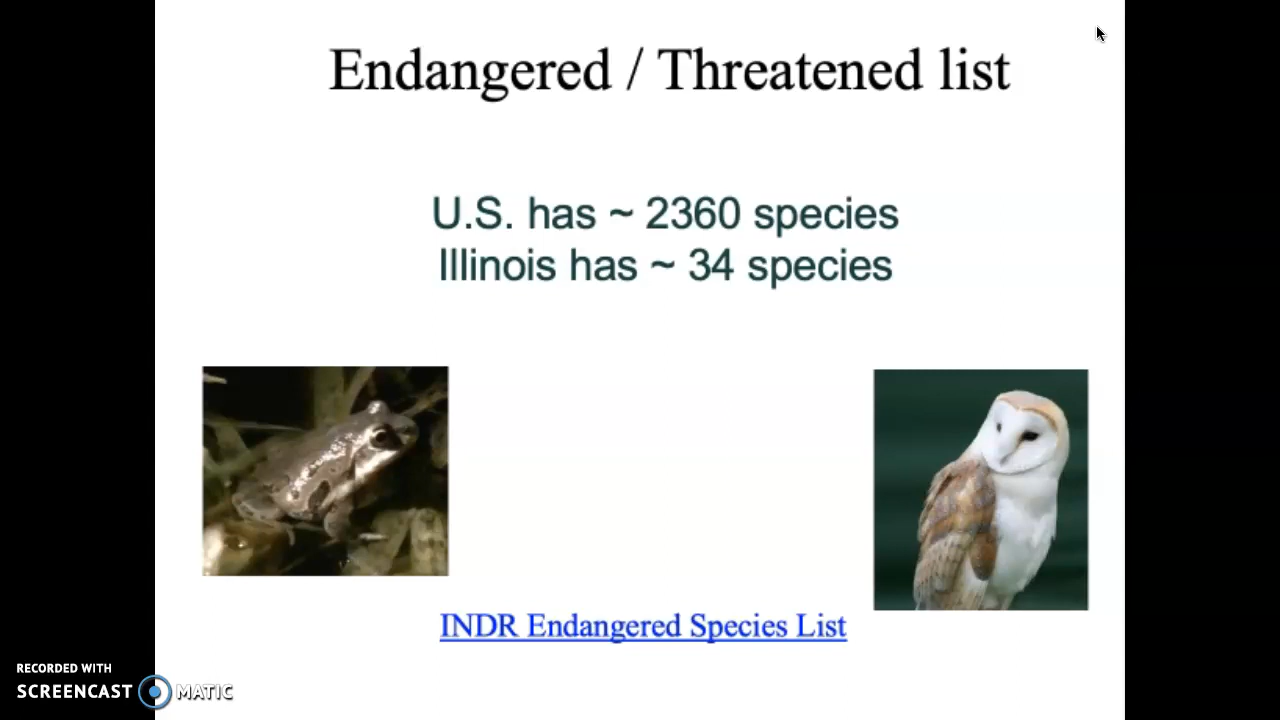 Endangered / Threatened list
U.S. has ~ 2360 species
Illinois has ~ 34 species
INDR Endangered Species List
RECORDED WITH
SCREENCAST MATIC